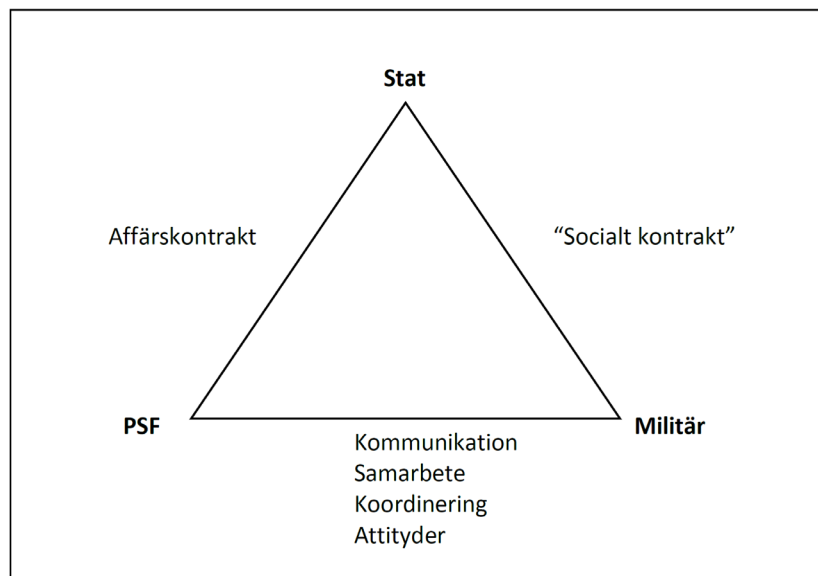 Stat
Affärskontrakt
“Socialt kontrakt”
PSF
Militär
Kommunikation
Samarbete
Koordinering
Attityder